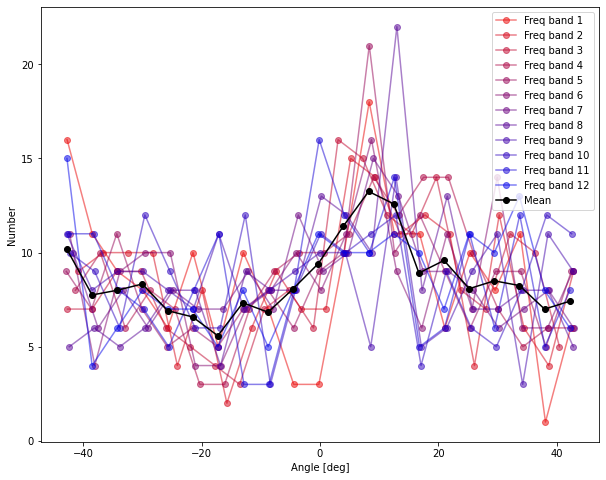 Freq band 1
Freq band 2
Freq band 3
Freq band 4
Freq band 5
Freq band 6
Freq band 7
Freq band 8
Freq band 9
Freq band 10
Freq band 11
Freq band 12
Mean
20
15
10
5
0
Number
−40
−20
0
20
40
Angle [deg]